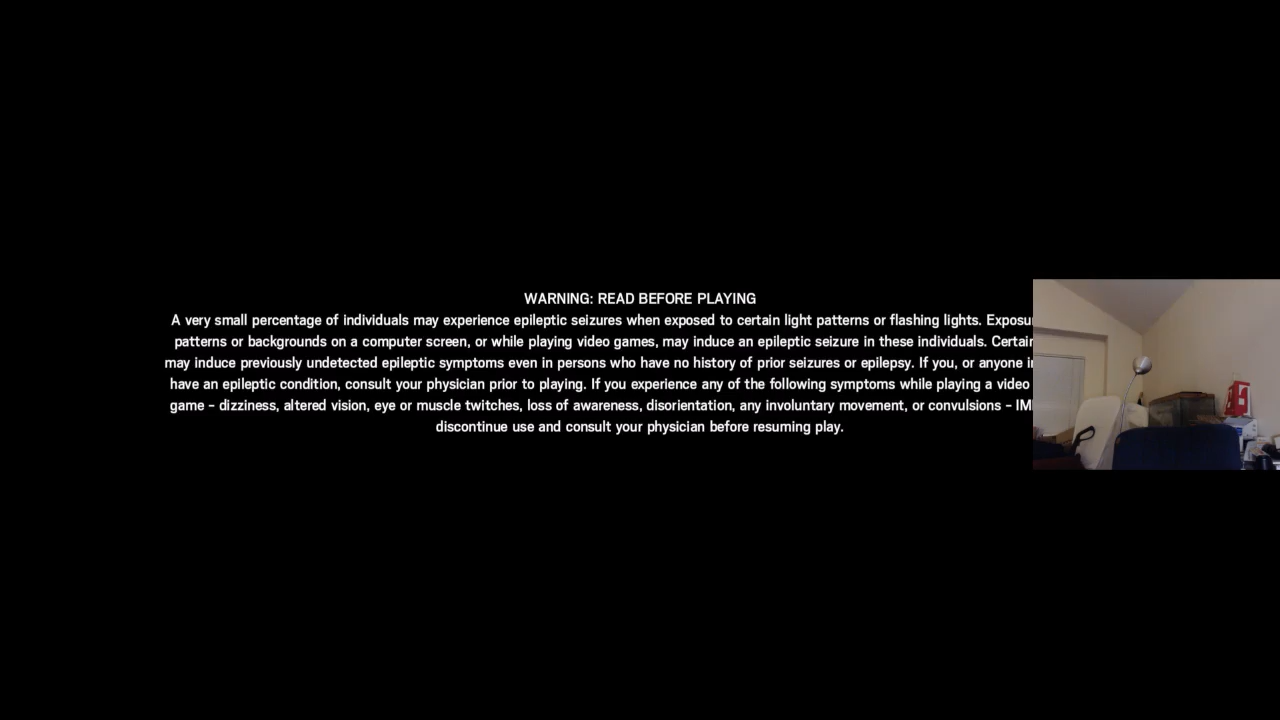 WARNING: READ BEFORE PLAYING
A very small percentage of individuals may experience epileptic seizures when exposed to certain light patterns or flashing lights.
patterns or backgrounds on a computer screen, or while playing video games, may induce an epileptic seizure in these individuals. Certain
may induce previously undetected epileptic symptoms even in persons who have no history of prior seizures or epilepsy. If you, or anyone
have an epileptic condition, consult your physician prior to playing. If you experience any of the following symptoms while playing a video
game - dizziness, altered vision, eye or muscle twitches, loss of awareness, disorientation, any involuntary movement, or convulsions -
discontinue use and consult your physician before resuming play.